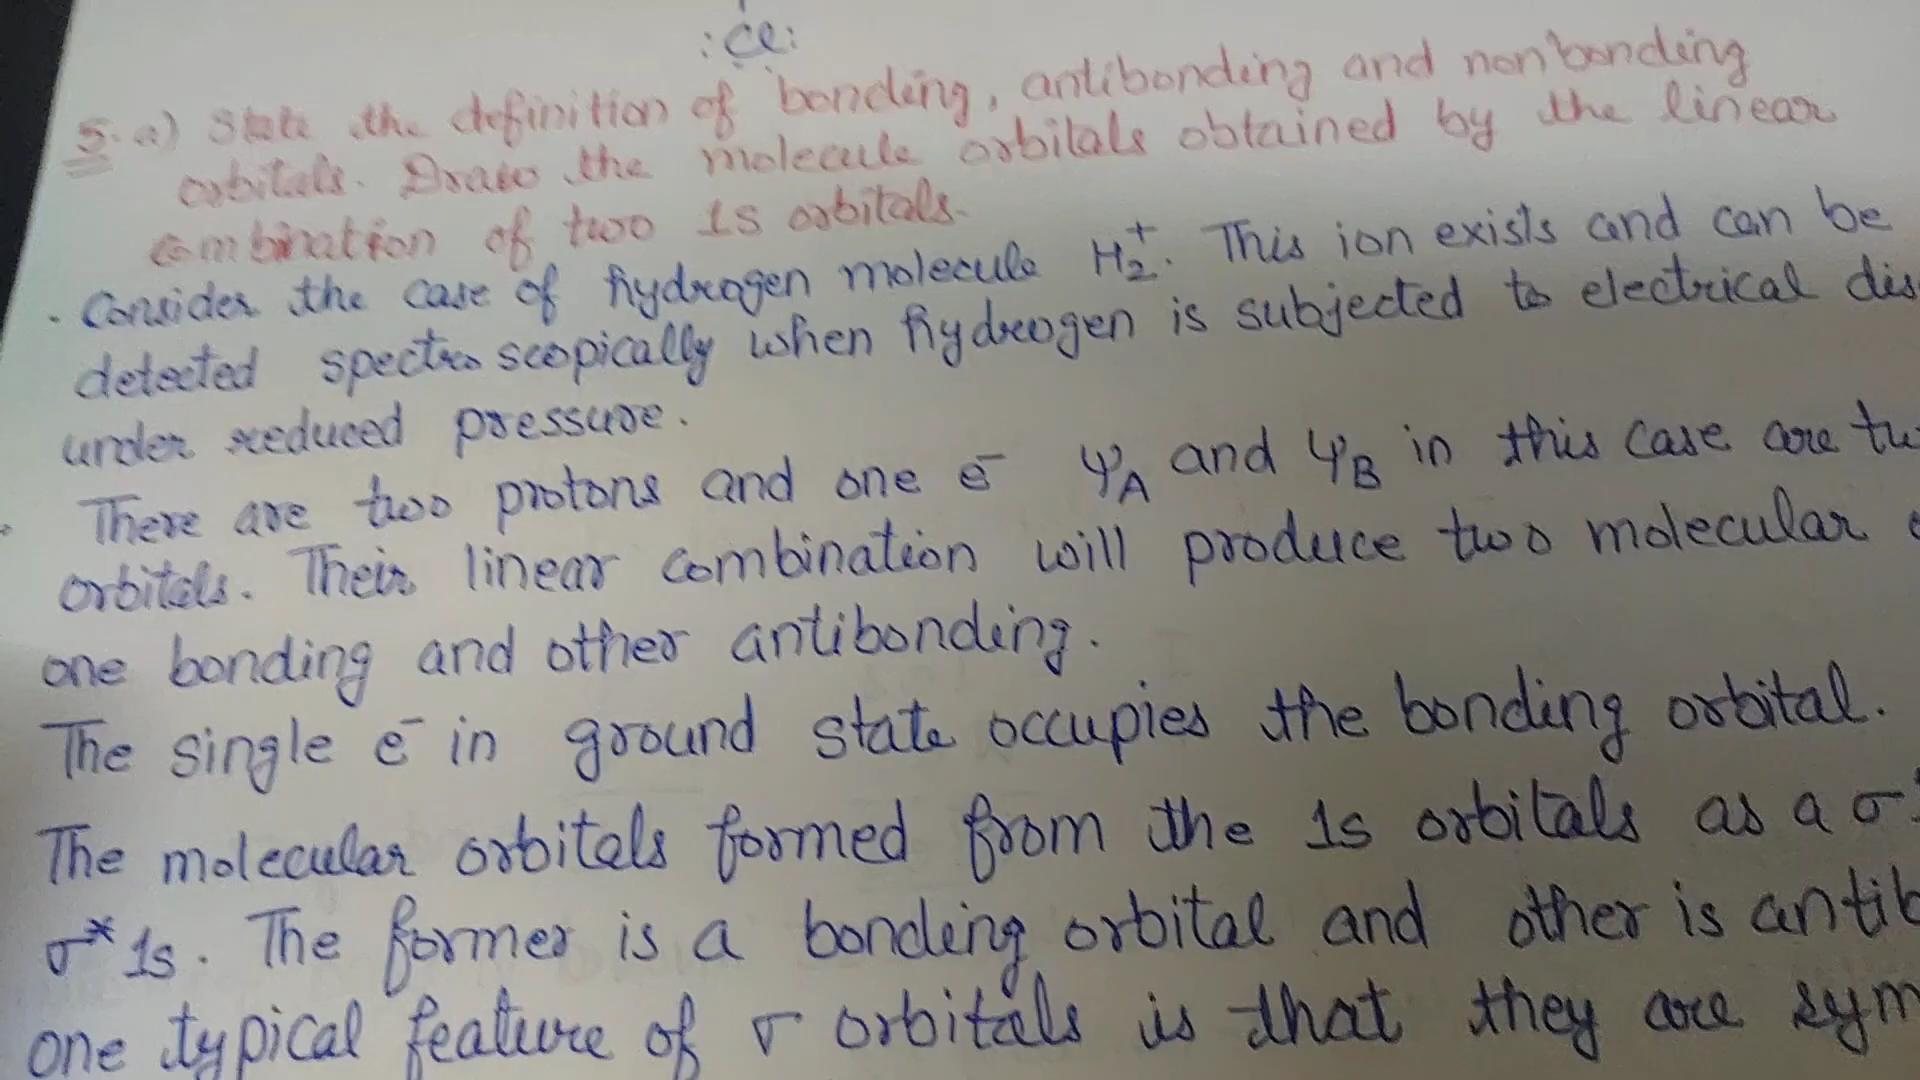 :Cl:
5. a) State the definition of bonding, antibonding and nonbonding
orbitals. Draw the molecule orbitals obtained by the linear
combination of two 1s orbitals.
. Consider the case of hydrogen molecule H₂⁺. This ion exists and can be
detected spectroscopically when hydrogen is subjected to electrical dis
under reduced pressure.
. There are two protons and one e⁻ ΨA and ΨB in this case are tw
orbitals. Their linear combination will produce two molecular
one bonding and other antibonding.
The single e⁻ in ground state occupies the bonding orbital.
The molecular orbitals formed from the 1s orbitals as a σ
σ* 1s. The former is a bonding orbital and other is antib
one typical feature of σ orbitals is that they are sym